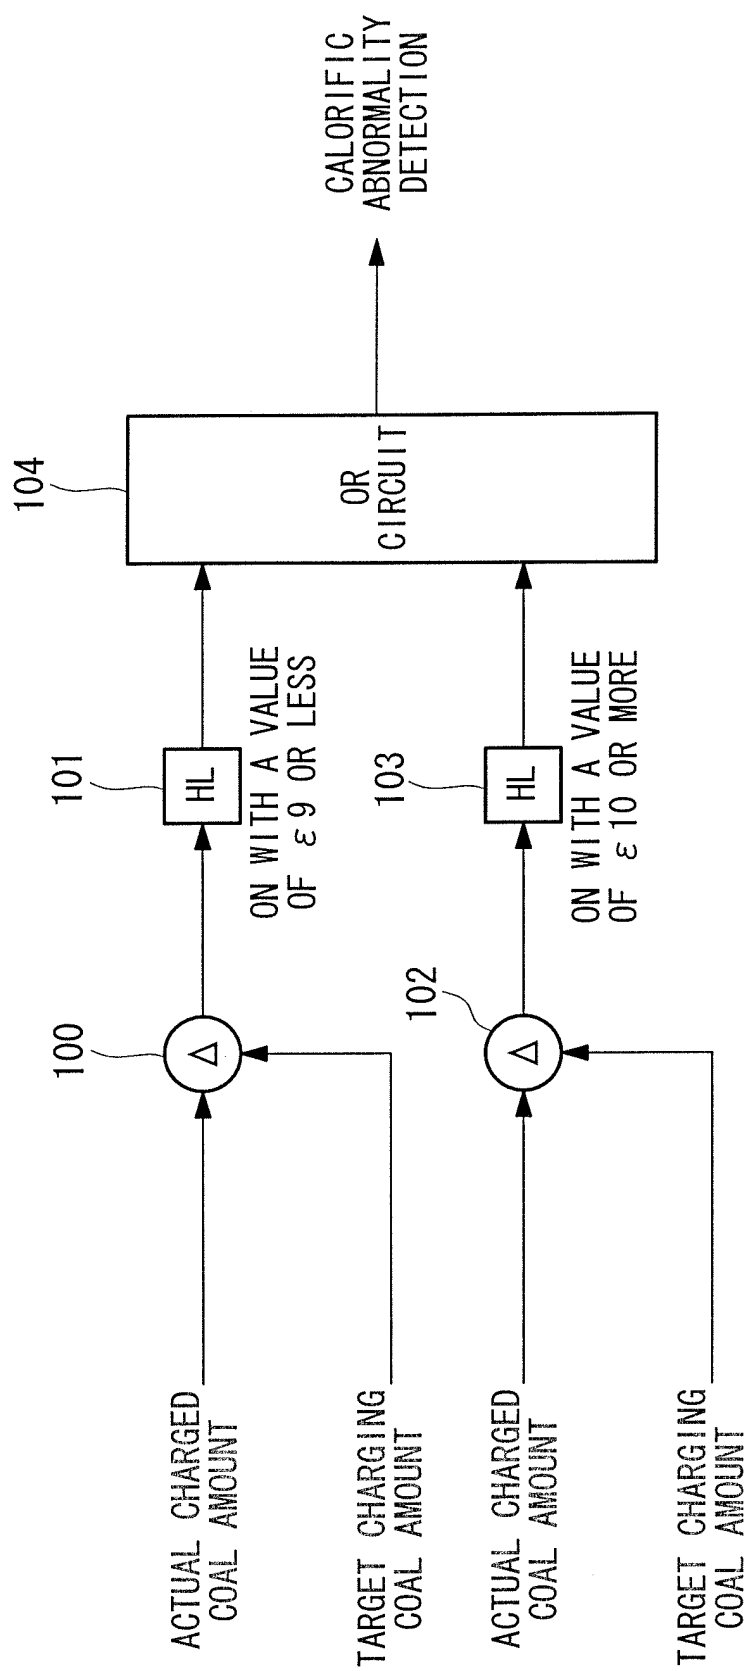 ACTUAL CHARGED
COAL AMOUNT
TARGET CHARGING
COAL AMOUNT
100
Δ
101
HL
ON WITH A VALUE
OF ε9 OR LESS
ACTUAL CHARGED
COAL AMOUNT
TARGET CHARGING
COAL AMOUNT
102
Δ
103
HL
ON WITH A VALUE
OF ε10 OR MORE
104
OR
CIRCUIT
CALORIFIC
ABNORMALITY
DETECTION